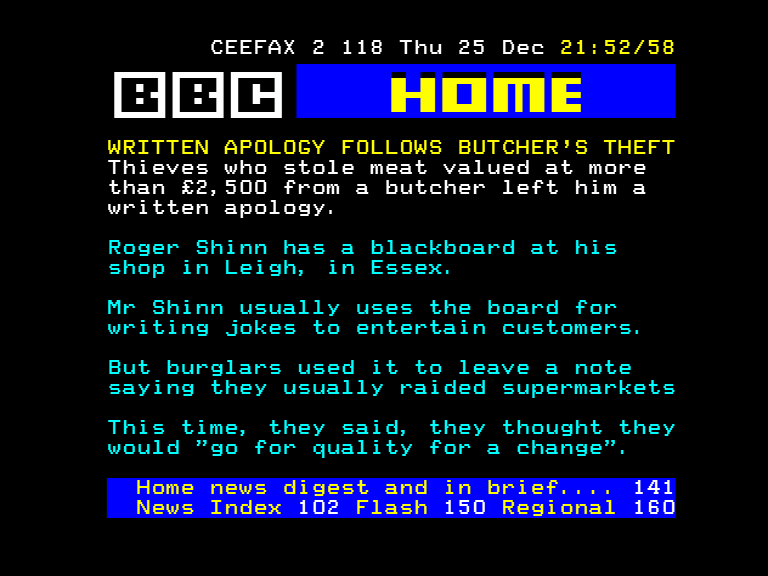 CEEFAX 2 118 Thu 25 Dec 21:52/58
BBC HOME
WRITTEN APOLOGY FOLLOWS BUTCHER'S THEFT
Thieves who stole meat valued at more
than £2,500 from a butcher left him a
written apology.
Roger Shinn has a blackboard at his
shop in Leigh, in Essex.
Mr Shinn usually uses the board for
writing jokes to entertain customers.
But burglars used it to leave a note
saying they usually raided supermarkets
This time, they said, they thought they
would ”go for quality for a change”.
Home news digest and in brief.... 141
News Index 102 Flash 150 Regional 160